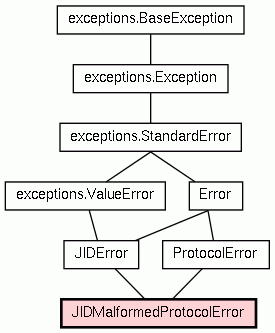 exceptions.BaseException
exceptions.Exception
exceptions.StandardError
exceptions.ValueError
Error
JIDError
ProtocolError
JIDMalformedProtocolError